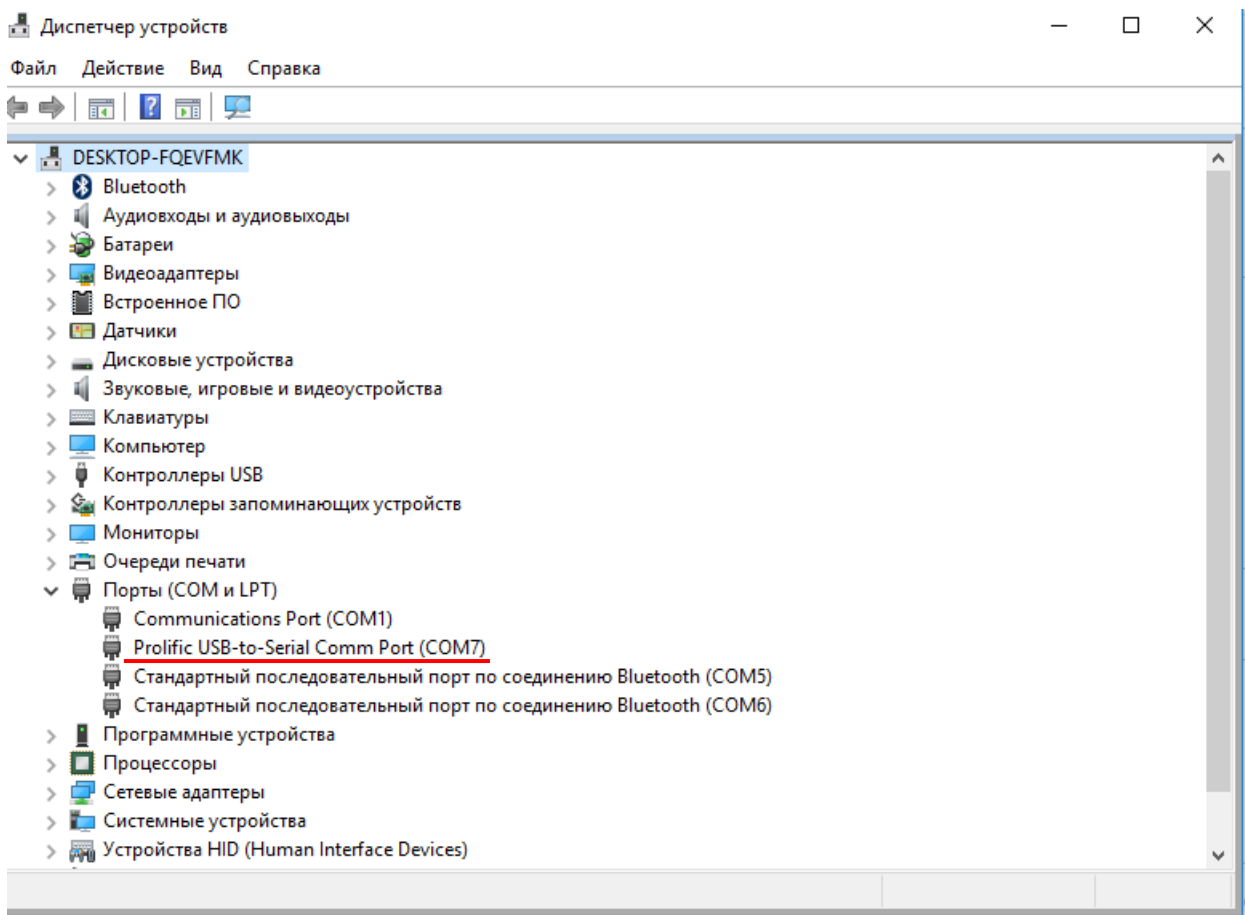 Диспетчер устройств
Файл Действие Вид Справка
DESKTOP-FQEVFMK
Bluetooth
Аудиовходы и аудиовыходы
Батареи
Видеоадаптеры
Встроенное ПО
Датчики
Дисковые устройства
Звуковые, игровые и видеоустройства
Клавиатуры
Компьютер
Контроллеры USB
Контроллеры запоминающих устройств
Мониторы
Очереди печати
Порты (COM и LPT)
Communications Port (COM1)
Prolific USB-to-Serial Comm Port (COM7)
Стандартный последовательный порт по соединению Bluetooth (COM5)
Стандартный последовательный порт по соединению Bluetooth (COM6)
Программные устройства
Процессоры
Сетевые адаптеры
Системные устройства
Устройства HID (Human Interface Devices)